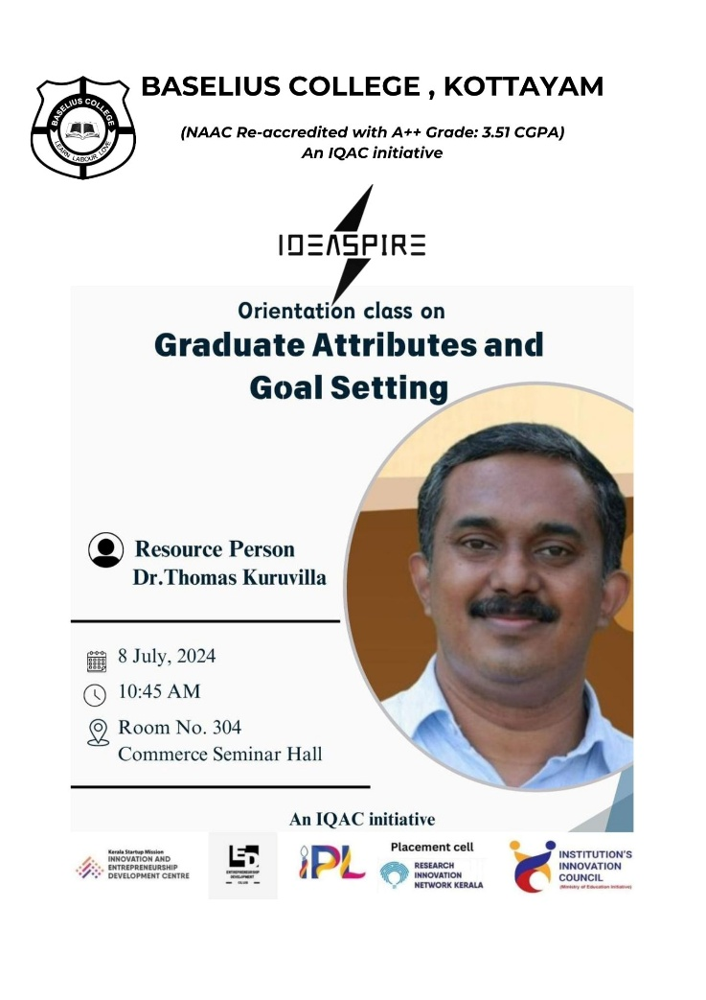 BASELIUS COLLEGE , KOTTAYAM
(NAAC Re-accredited with A++ Grade: 3.51 CGPA)
An IQAC initiative
BASELIUS COLLEGE
LEARN LABOUR LOVE
IDEASPIRE
Orientation class on
Graduate Attributes and
Goal Setting
Resource Person
Dr.Thomas Kuruvilla
8 July, 2024
10:45 AM
Room No. 304
Commerce Seminar Hall
An IQAC initiative
Kerala Startup Mission
INNOVATION AND
ENTREPRENEURSHIP
DEVELOPMENT CENTRE
ED
ENTREPRENEURSHIP
DEVELOPMENT
CLUB
IPL
Placement cell
RESEARCH
INNOVATION
NETWORK KERALA
INSTITUTION'S
INNOVATION
COUNCIL
(Ministry of Education Initiative)